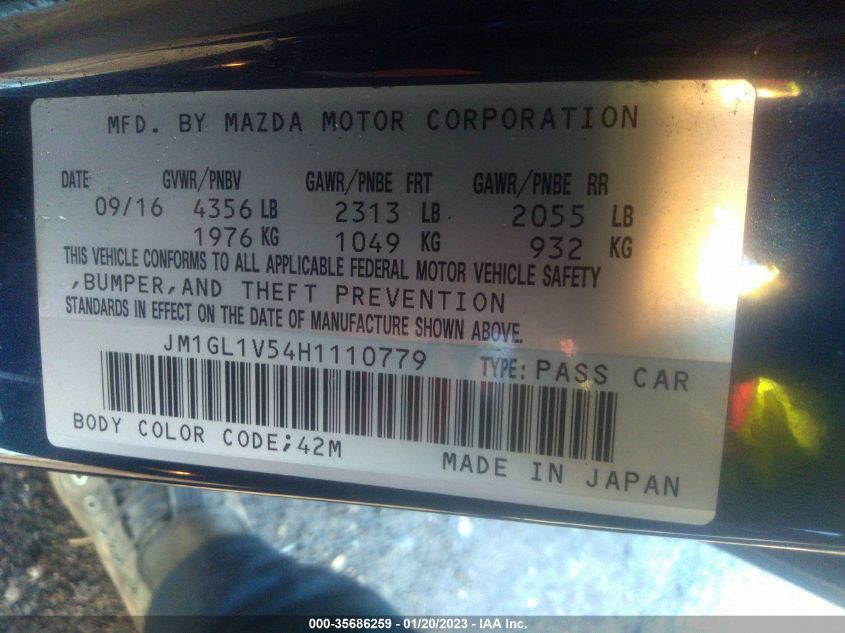 MFD. BY MAZDA MOTOR CORPORATION
DATE GVWR/PNBV GAWR/PNBE FRT GAWR/PNBE RR
09/16 4356 LB 2313 LB 2055 LB
1976 KG 1049 KG 932 KG
THIS VEHICLE CONFORMS TO ALL APPLICABLE FEDERAL MOTOR VEHICLE SAFETY
,BUMPER,AND THEFT PREVENTION
STANDARDS IN EFFECT ON THE DATE OF MANUFACTURE SHOWN ABOVE.
JM1GL1V54H1110779 TYPE: PASS CAR
BODY COLOR CODE;42M
MADE IN JAPAN
000-35686259 - 01/20/2023 - IAA Inc.